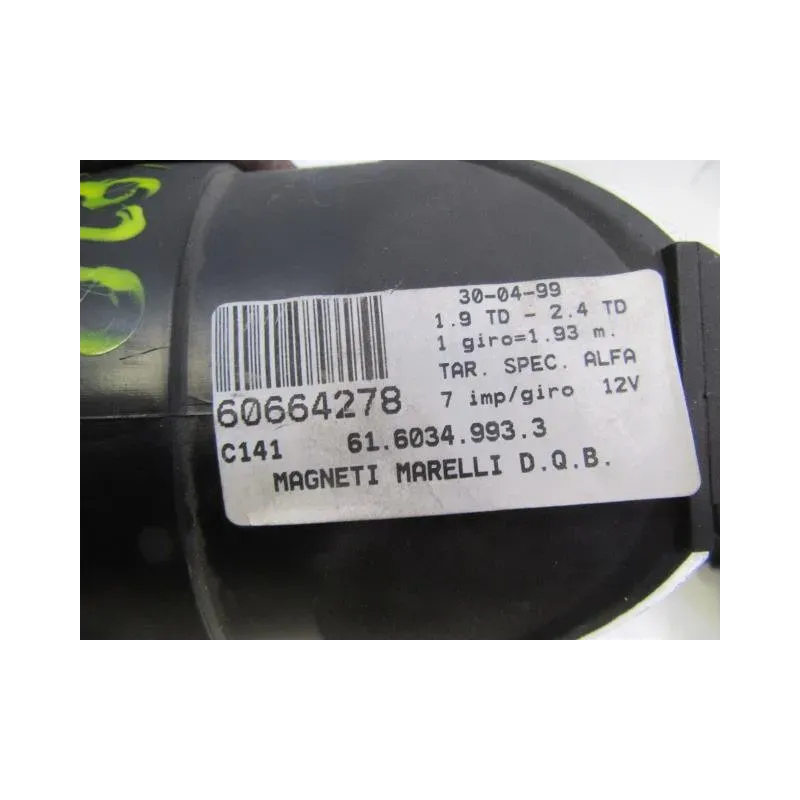 30-04-99
1.9 TD - 2.4 TD
1 giro=1.93 m.
TAR. SPEC. ALFA
7 imp/giro 12V
60664278
C141 61.6034.993.3
MAGNETI MARELLI D.Q.B.